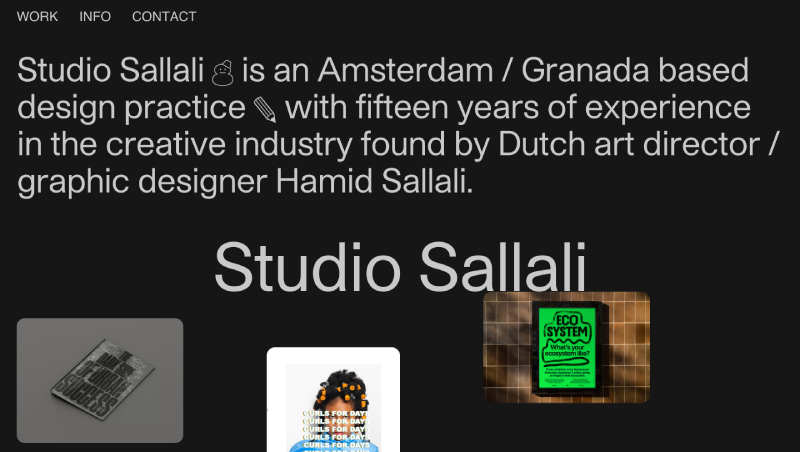 WORK INFO CONTACT
Studio Sallali is an Amsterdam / Granada based
design practice with fifteen years of experience
in the creative industry found by Dutch art director /
graphic designer Hamid Sallali.
Studio Sallali
ECO
SYSTEM
What's your
ecosystem like?
SUCCESS
CURLS FOR DAYS
CURLS FOR DAYS
CURLS FOR DAYS
CURLS FOR DAYS
CURLS FOR DAYS